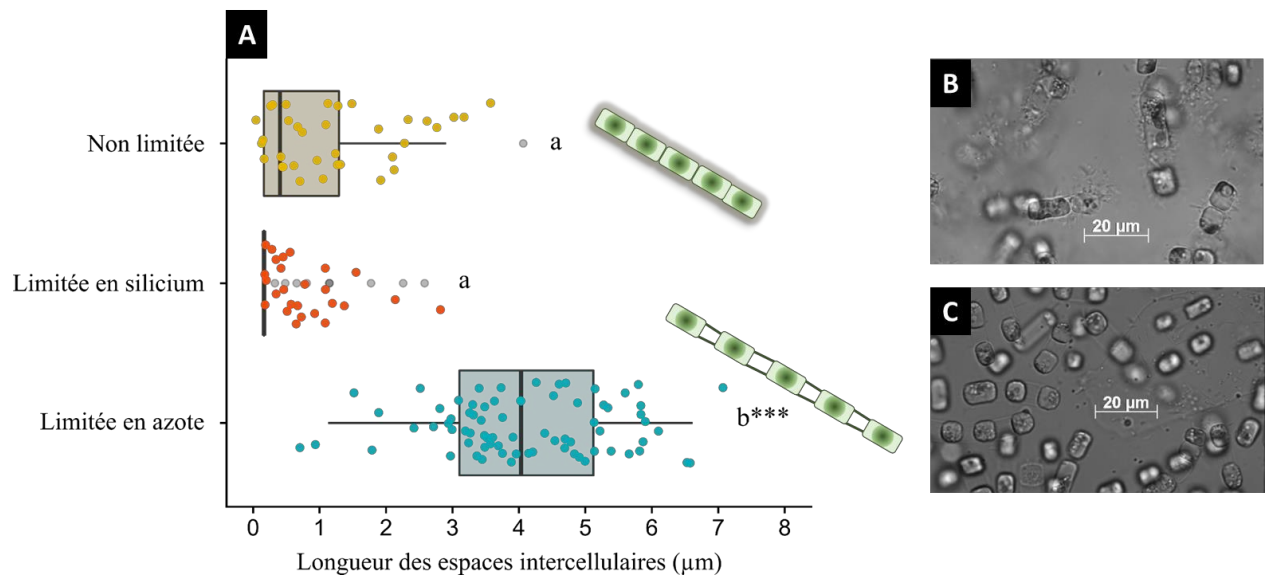 A
Non limitée
a
Limitée en silicium
a
Limitée en azote
b***
0 1 2 3 4 5 6 7 8
Longueur des espaces intercellulaires (µm)
B
20 µm
C
20 µm